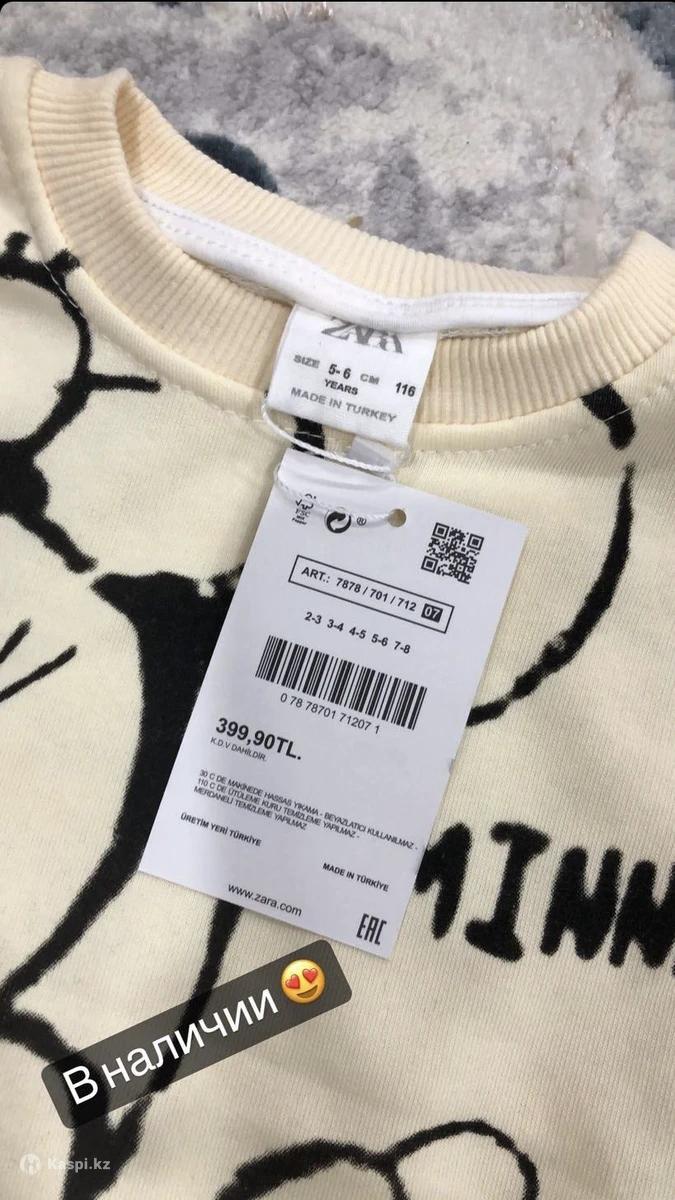 ZARA
SIZE 5-6 CM 116
YEARS
MADE IN TURKEY
ART.: 7878 / 701 / 712 07
2-3 3-4 4-5 5-6 7-8
0 78 78701 71207 1
399,90TL.
K.D.V DAHİLDİR.
30 C DE MAKİNEDE HASSAS YIKAMA - BEYAZLATICI KULLANILMAZ -
110 C DE ÜTÜLEME KURU TEMİZLEME YAPILMAZ -
MERDANELİ TEMİZLEME YAPILMAZ
ÜRETİM YERİ TÜRKİYE
MADE IN TÜRKİYE
www.zara.com
EAC
MINN
В наличии😍
Kaspi.kz